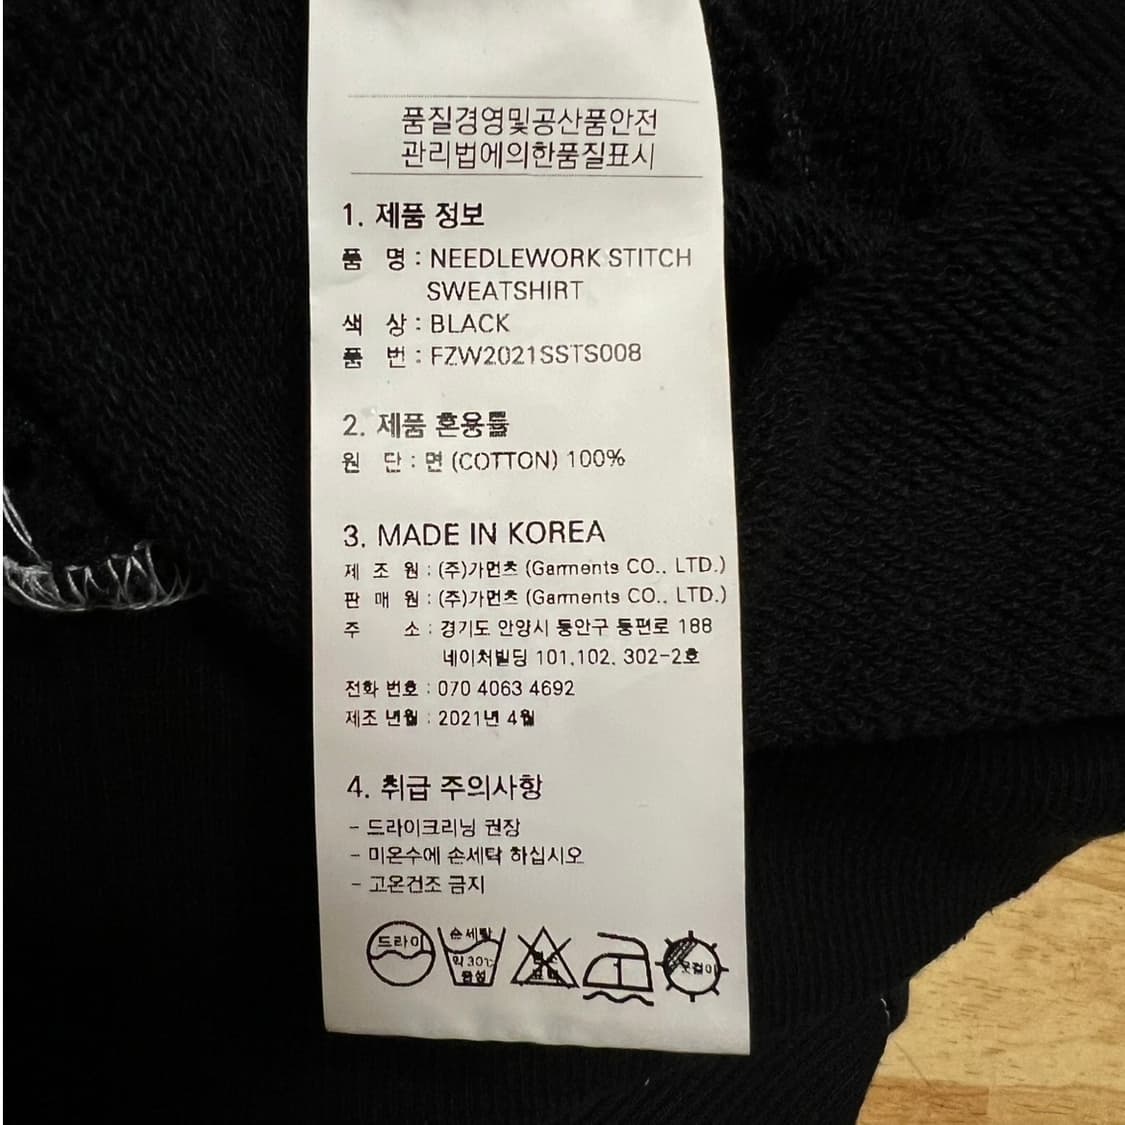 품질경영및공산품안전
관리법에의한품질표시
1. 제품 정보
품 명 : NEEDLEWORK STITCH
SWEATSHIRT
색 상 : BLACK
품 번 : FZW2021SSTS008
2. 제품 혼용률
원 단 : 면 (COTTON) 100%
3. MADE IN KOREA
제 조 원 : (주)가먼츠 (Garments CO., LTD.)
판 매 원 : (주)가먼츠 (Garments CO., LTD.)
주 소 : 경기도 안양시 동안구 동편로 188
네이처빌딩 101,102, 302-2호
전화 번호 : 070 4063 4692
제조 년월 : 2021년 4월
4. 취급 주의사항
- 드라이크리닝 권장
- 미온수에 손세탁 하십시오
- 고온건조 금지
드라이
손세탁
약 30℃
중성
옷걸이